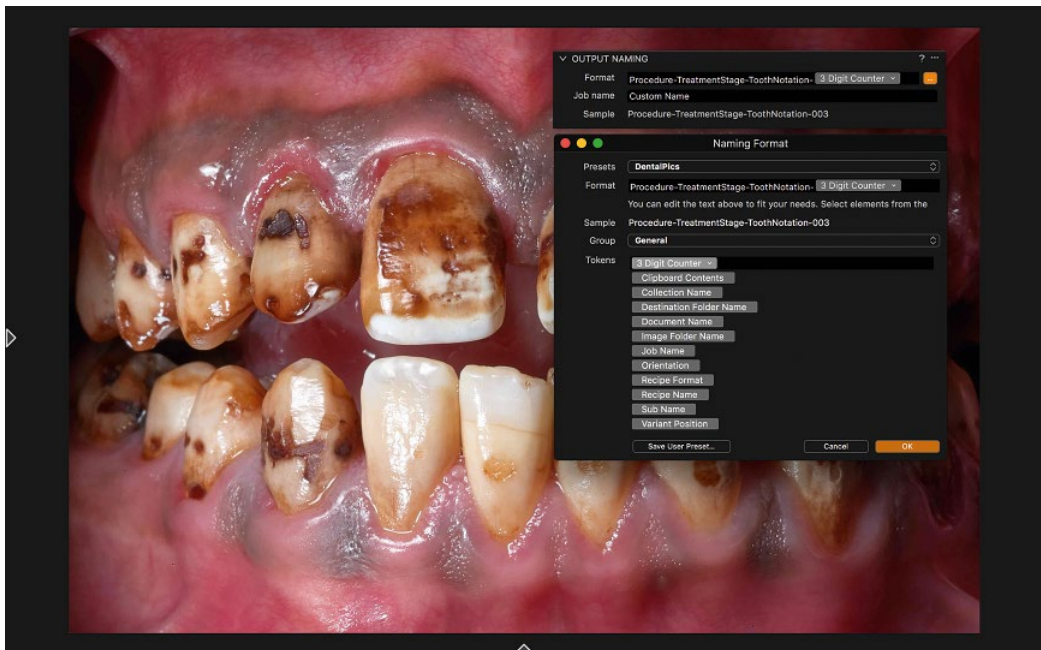 OUTPUT NAMING ? ...
Format Procedure-TreatmentStage-ToothNotation- 3 Digit Counter ...
Job name Custom Name
Sample Procedure-TreatmentStage-ToothNotation-003
Naming Format
Presets DentalPics
Format Procedure-TreatmentStage-ToothNotation- 3 Digit Counter
You can edit the text above to fit your needs. Select elements from the
Sample Procedure-TreatmentStage-ToothNotation-003
Group General
Tokens 3 Digit Counter
Clipboard Contents
Collection Name
Destination Folder Name
Document Name
Image Folder Name
Job Name
Orientation
Recipe Format
Recipe Name
Sub Name
Variant Position
Save User Preset... Cancel OK